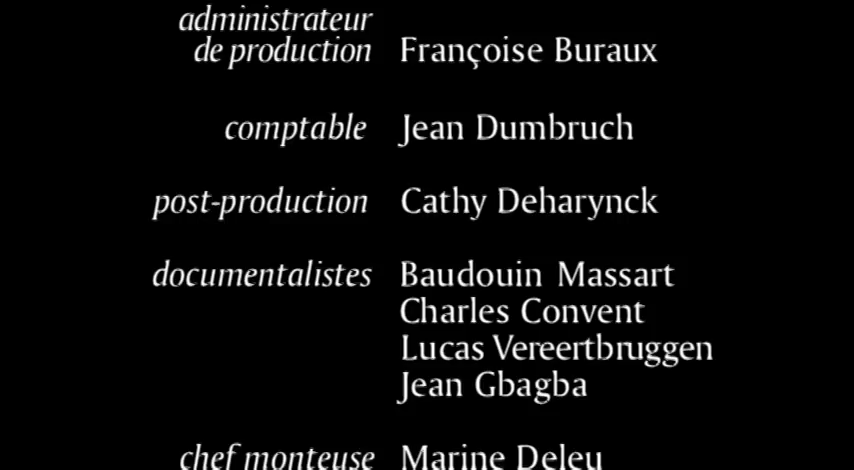 administrateur
de production Françoise Buraux
comptable Jean Dumbruch
post-production Cathy Deharynck
documentalistes Baudouin Massart
Charles Convent
Lucas Vereertbruggen
Jean Gbagba
chef monteuse Marine Deleu